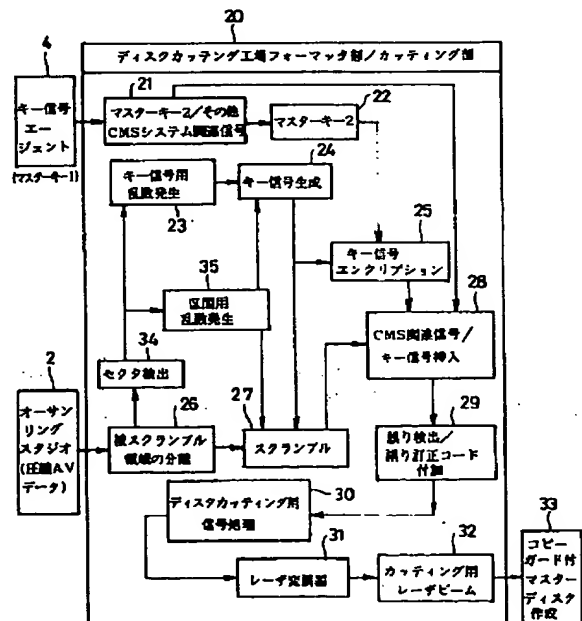 20
ディスクカッテング工場フォーマッタ部/カッティング部
4
キー信号
エー
ジェント
(マスターキー1)
21
マスターキー2/その他
CMSシステム関連信号
22
マスターキー2
キー信号用
乱数発生
23
24
キー信号生成
25
キー信号
エンクリプション
35
区間用
乱数発生
28
CMS関連信号/
キー信号挿入
34
セクタ検出
2
オーサン
リング
スタジオ
(圧縮AV
データ)
26
被スクランブル
領域の分離
27
スクランブル
29
誤り検出/
誤り訂正コード
付加
30
ディスクカッティング用
信号処理
31
レーザ変調器
32
カッティング用
レーザビーム
33
コピー
ガード付
マスター
ディスク
作成